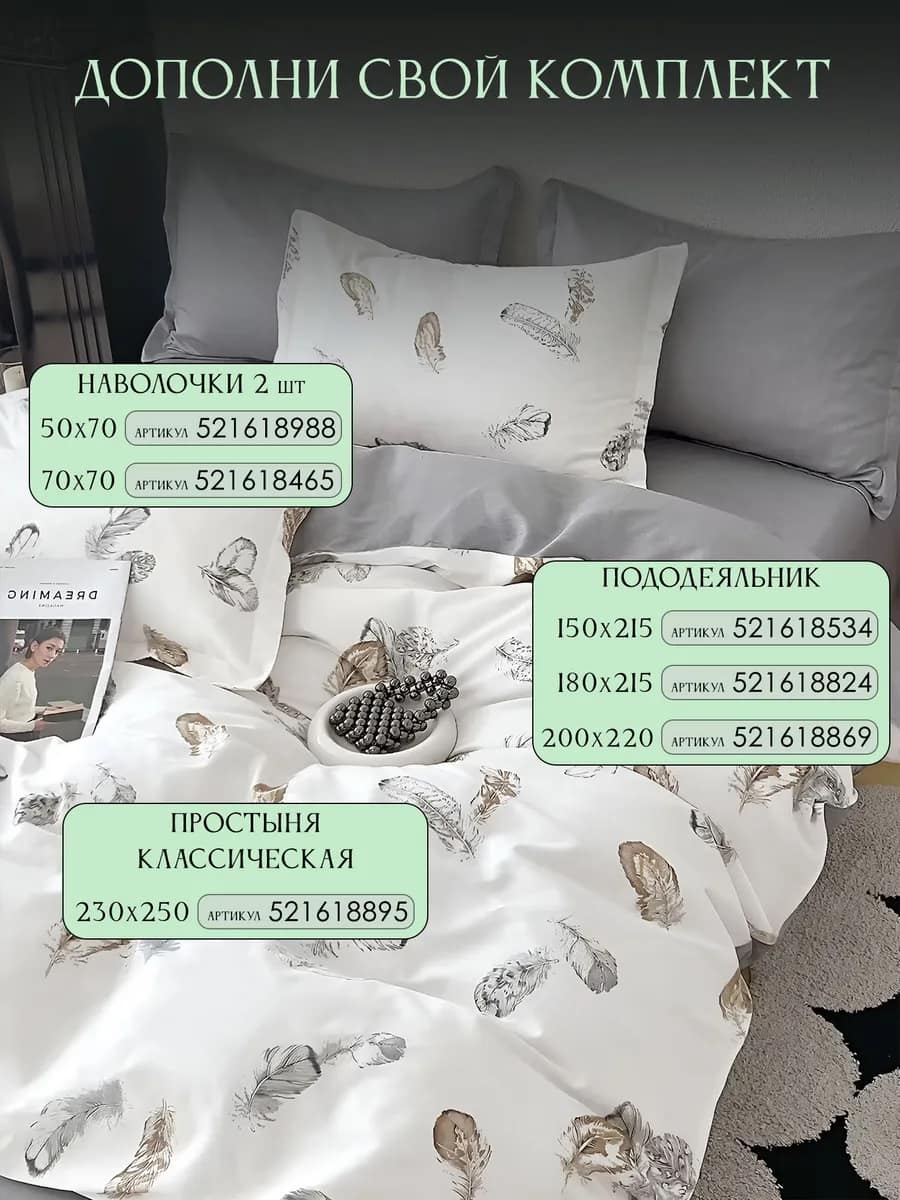 ДОПОЛНИ СВОЙ КОМПЛЕКТ
НАВОЛОЧКИ 2 шт
50х70 АРТИКУЛ 521618988
70х70 АРТИКУЛ 521618465
DREAMING
MAGAZINE
ПОДОДЕЯЛЬНИК
150х215 АРТИКУЛ 521618534
180х215 АРТИКУЛ 521618824
200х220 АРТИКУЛ 521618869
ПРОСТЫНЯ
КЛАССИЧЕСКАЯ
230х250 АРТИКУЛ 521618895